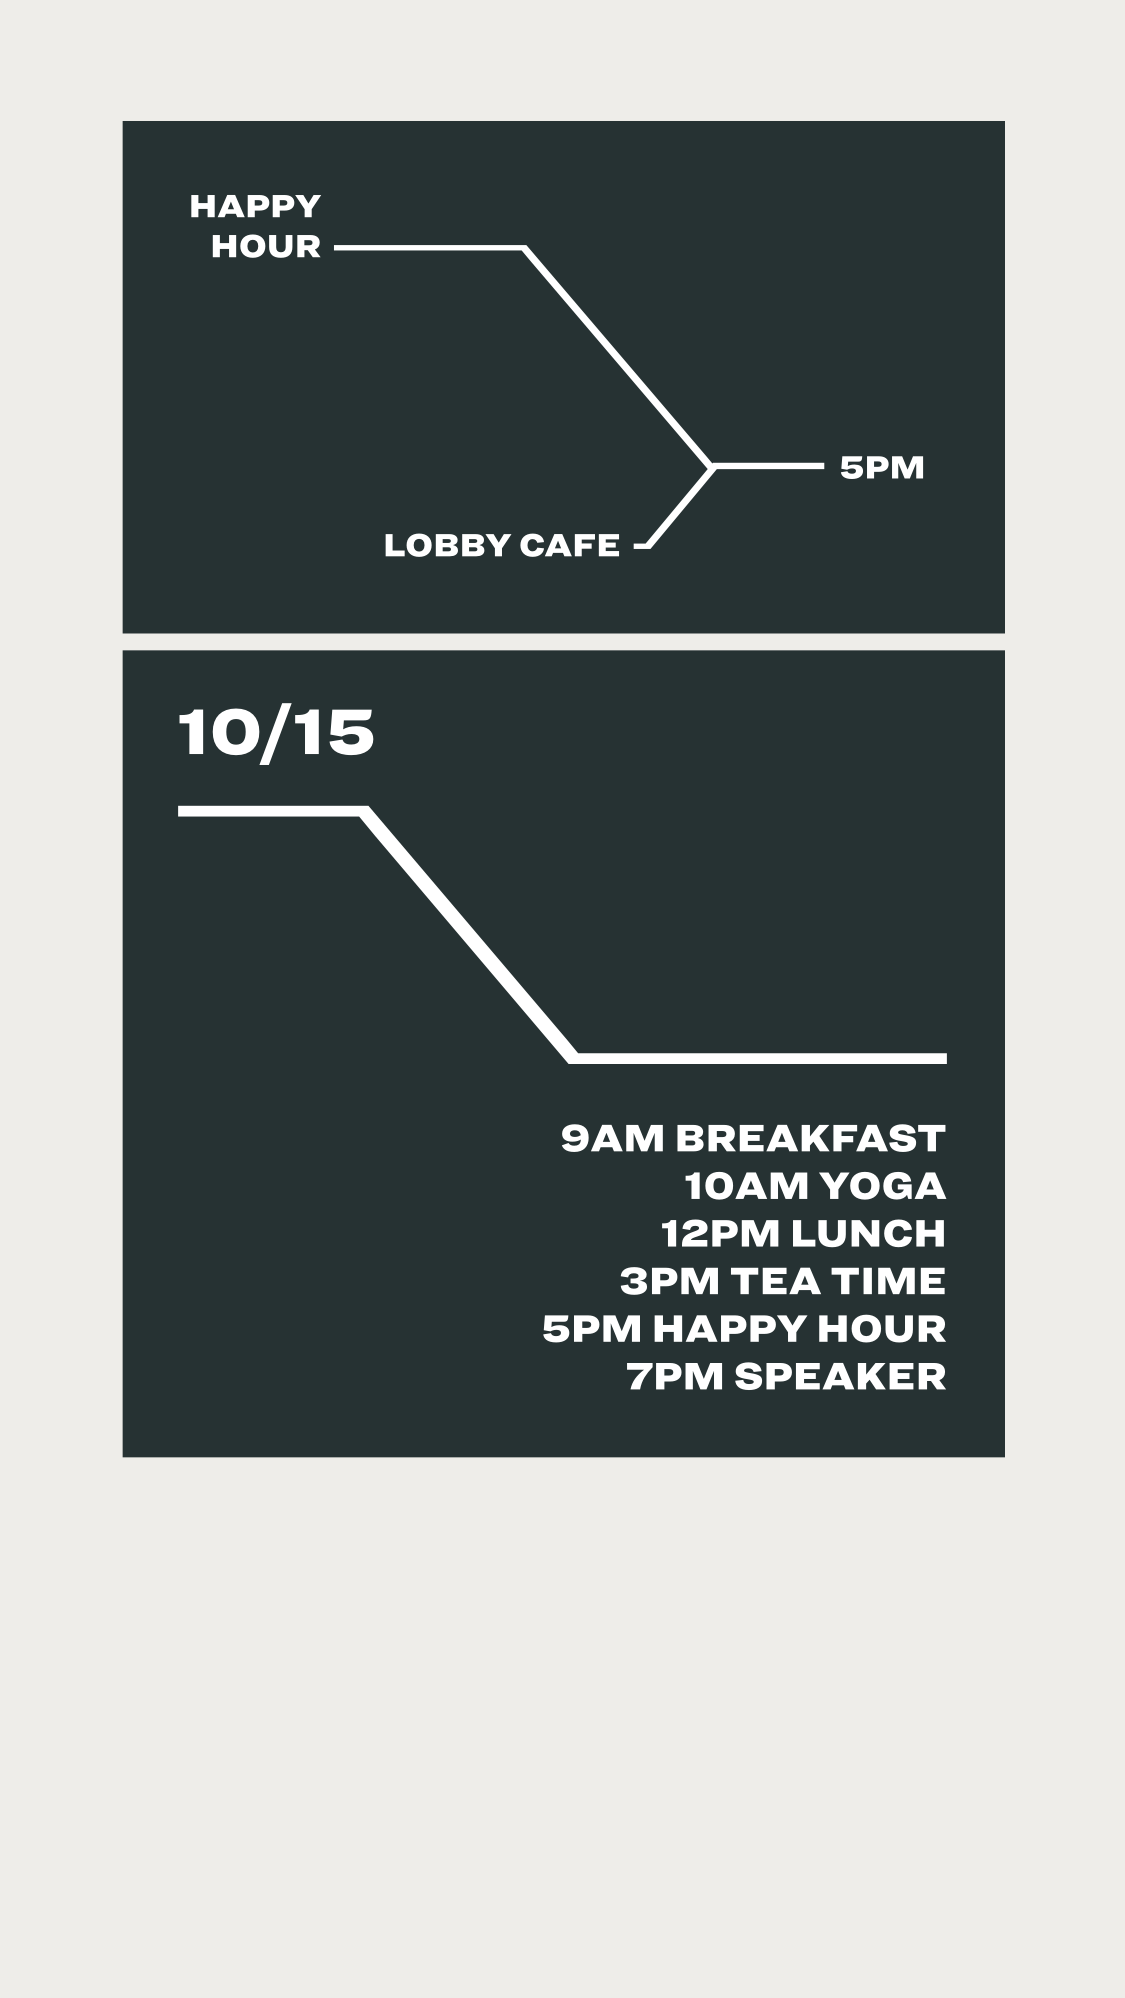 HAPPY
HOUR
5PM
LOBBY CAFE
10/15
9AM BREAKFAST
10AM YOGA
12PM LUNCH
3PM TEA TIME
5PM HAPPY HOUR
7PM SPEAKER